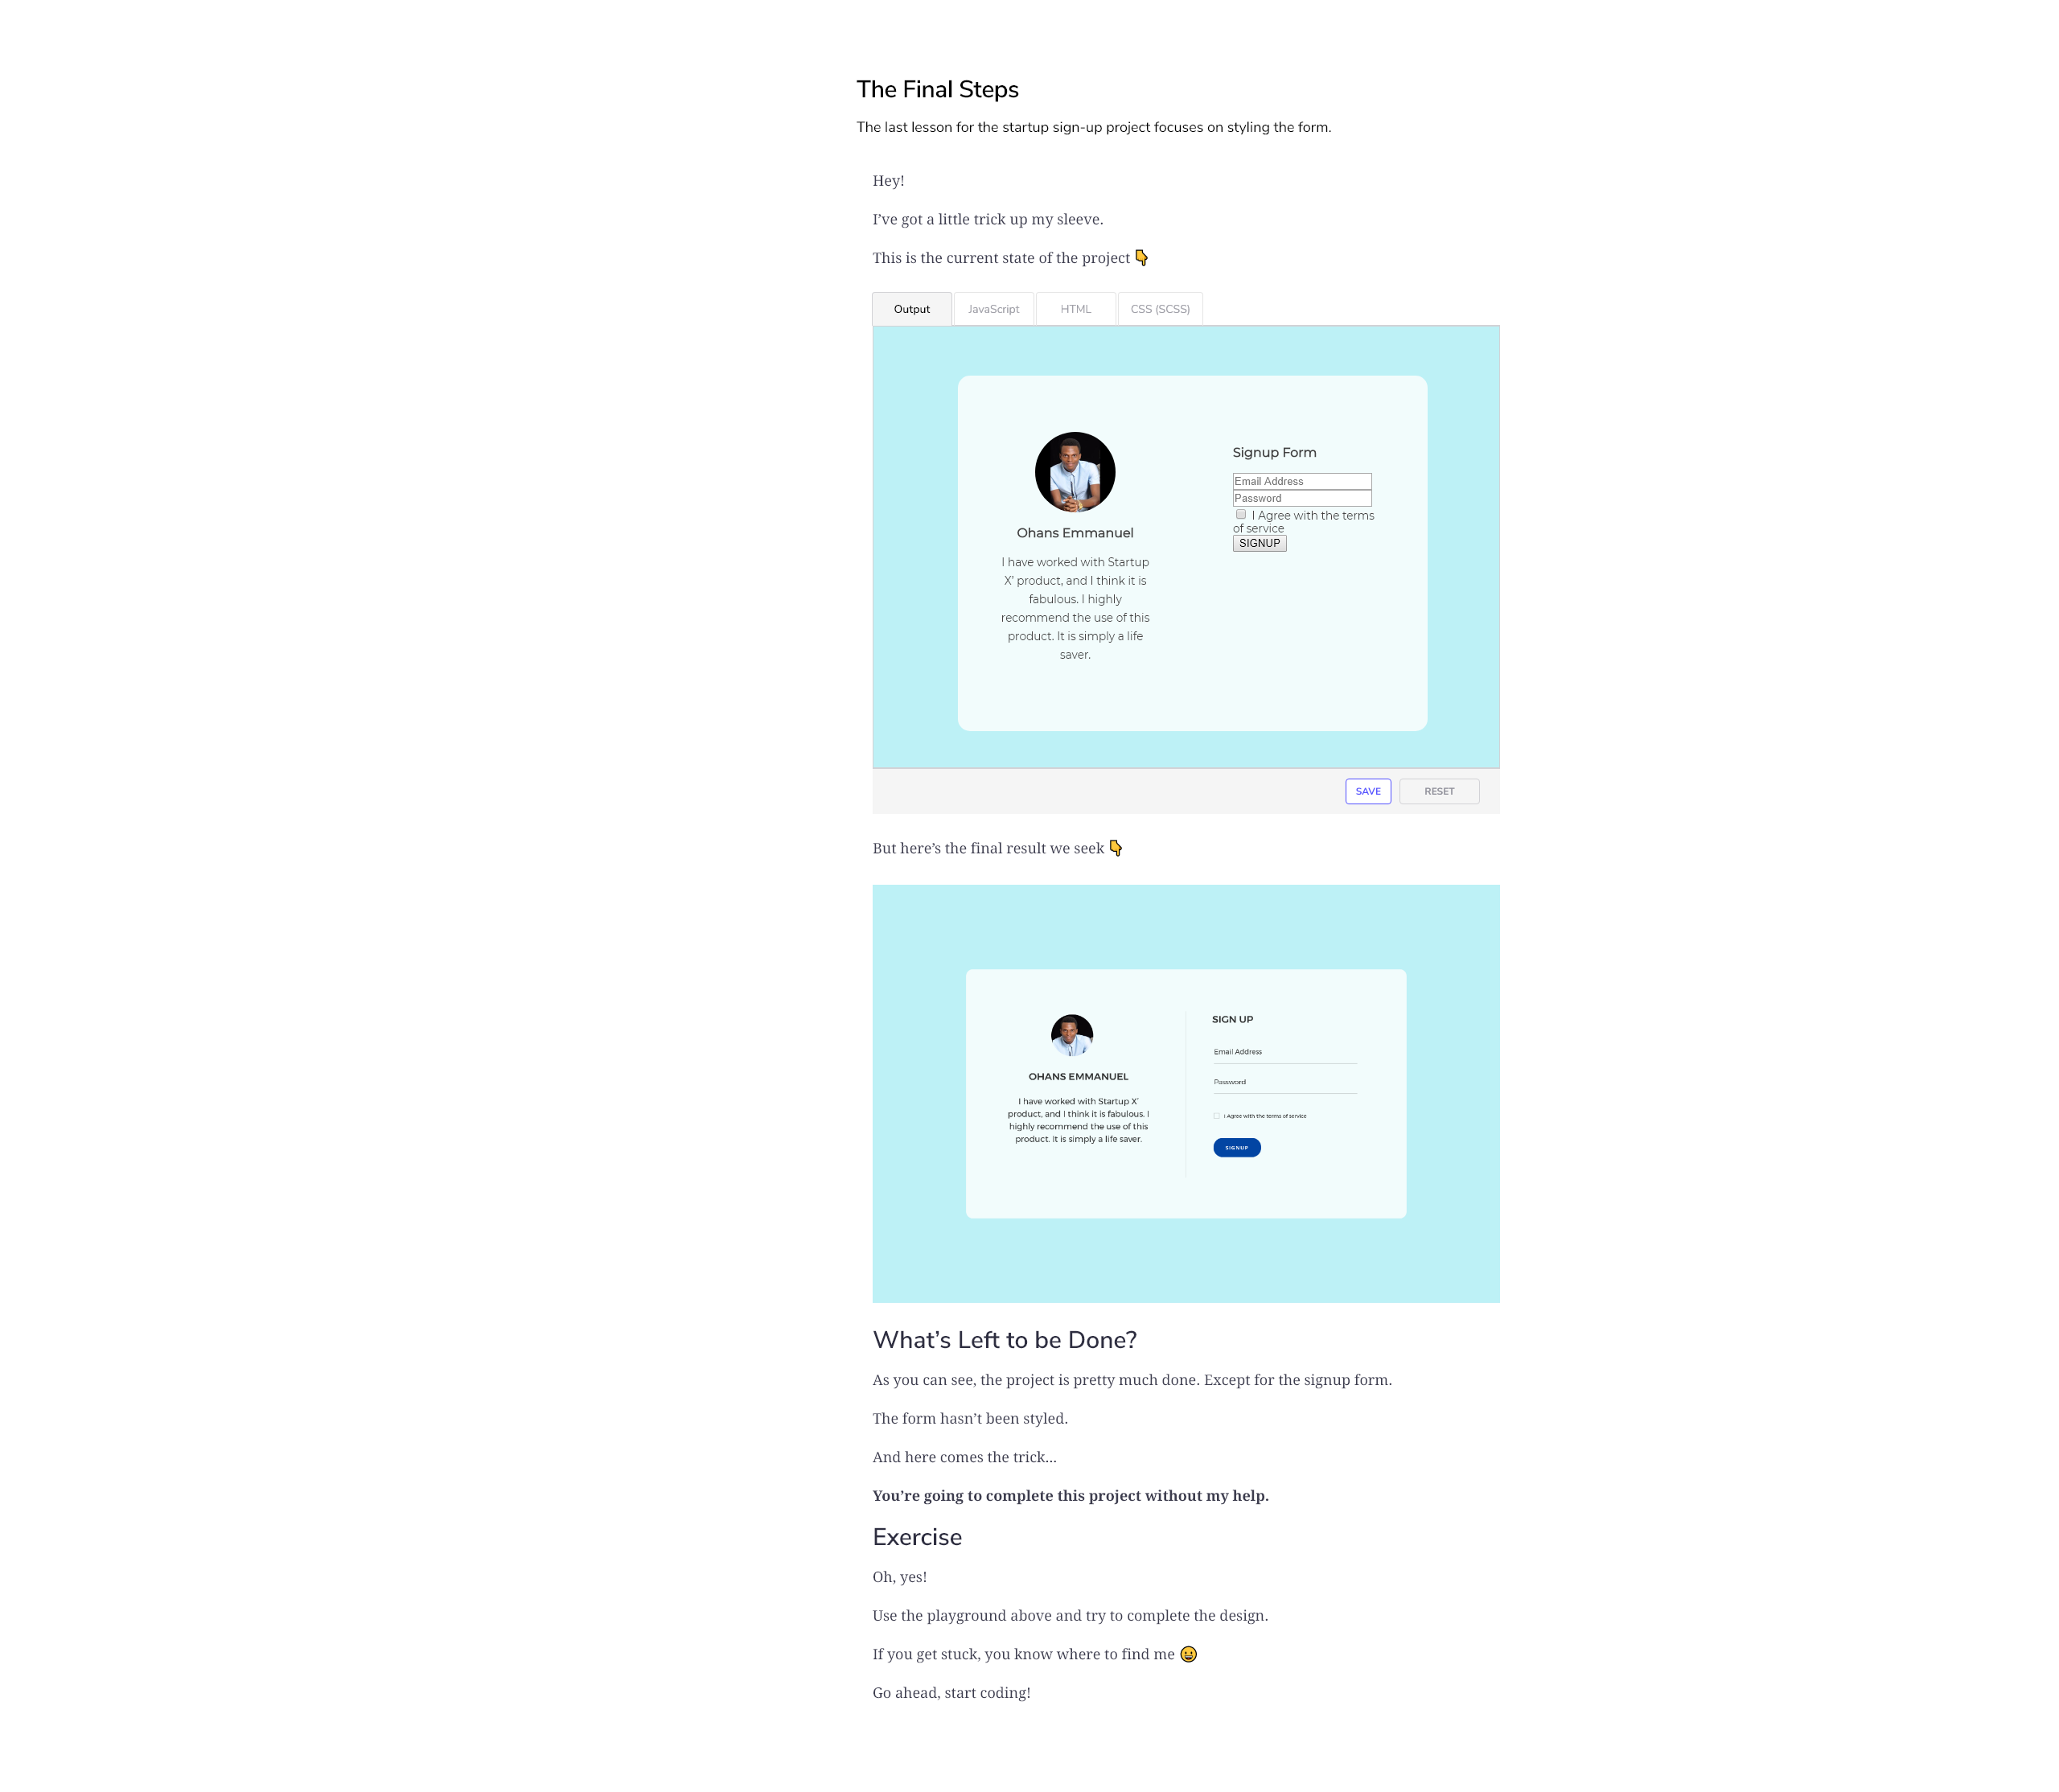 The Final Steps
The last lesson for the startup sign-up project focuses on styling the form.
Hey!
I’ve got a little trick up my sleeve.
This is the current state of the project 👇
Output
JavaScript
HTML
CSS (SCSS)
Ohans Emmanuel
I have worked with Startup
X’ product, and I think it is
fabulous. I highly
recommend the use of this
product. It is simply a life
saver.
Signup Form
Email Address
Password
I Agree with the terms
of service
SIGNUP
SAVE
RESET
But here’s the final result we seek 👇
OHANS EMMANUEL
I have worked with Startup X’
product, and I think it is fabulous. I
highly recommend the use of this
product. It is simply a life saver.
SIGN UP
Email Address
Password
I Agree with the terms of service
SIGNUP
What’s Left to be Done?
As you can see, the project is pretty much done. Except for the signup form.
The form hasn’t been styled.
And here comes the trick...
You’re going to complete this project without my help.
Exercise
Oh, yes!
Use the playground above and try to complete the design.
If you get stuck, you know where to find me 😀
Go ahead, start coding!